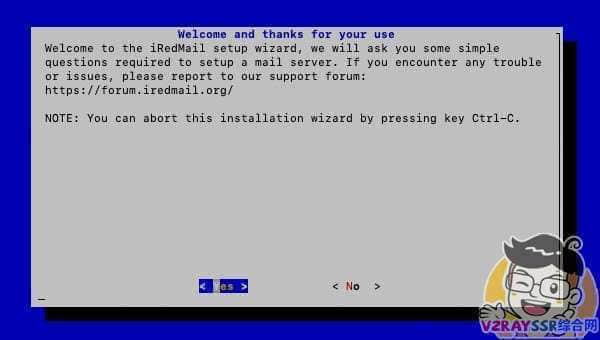 Welcome and thanks for your use
Welcome to the iRedMail setup wizard, we will ask you some simple
questions required to setup a mail server. If you encounter any trouble
or issues, please report to our support forum:
https://forum.iredmail.org/
NOTE: You can abort this installation wizard by pressing key Ctrl-C.
< Yes > < No >
V2RAYSSR综合网